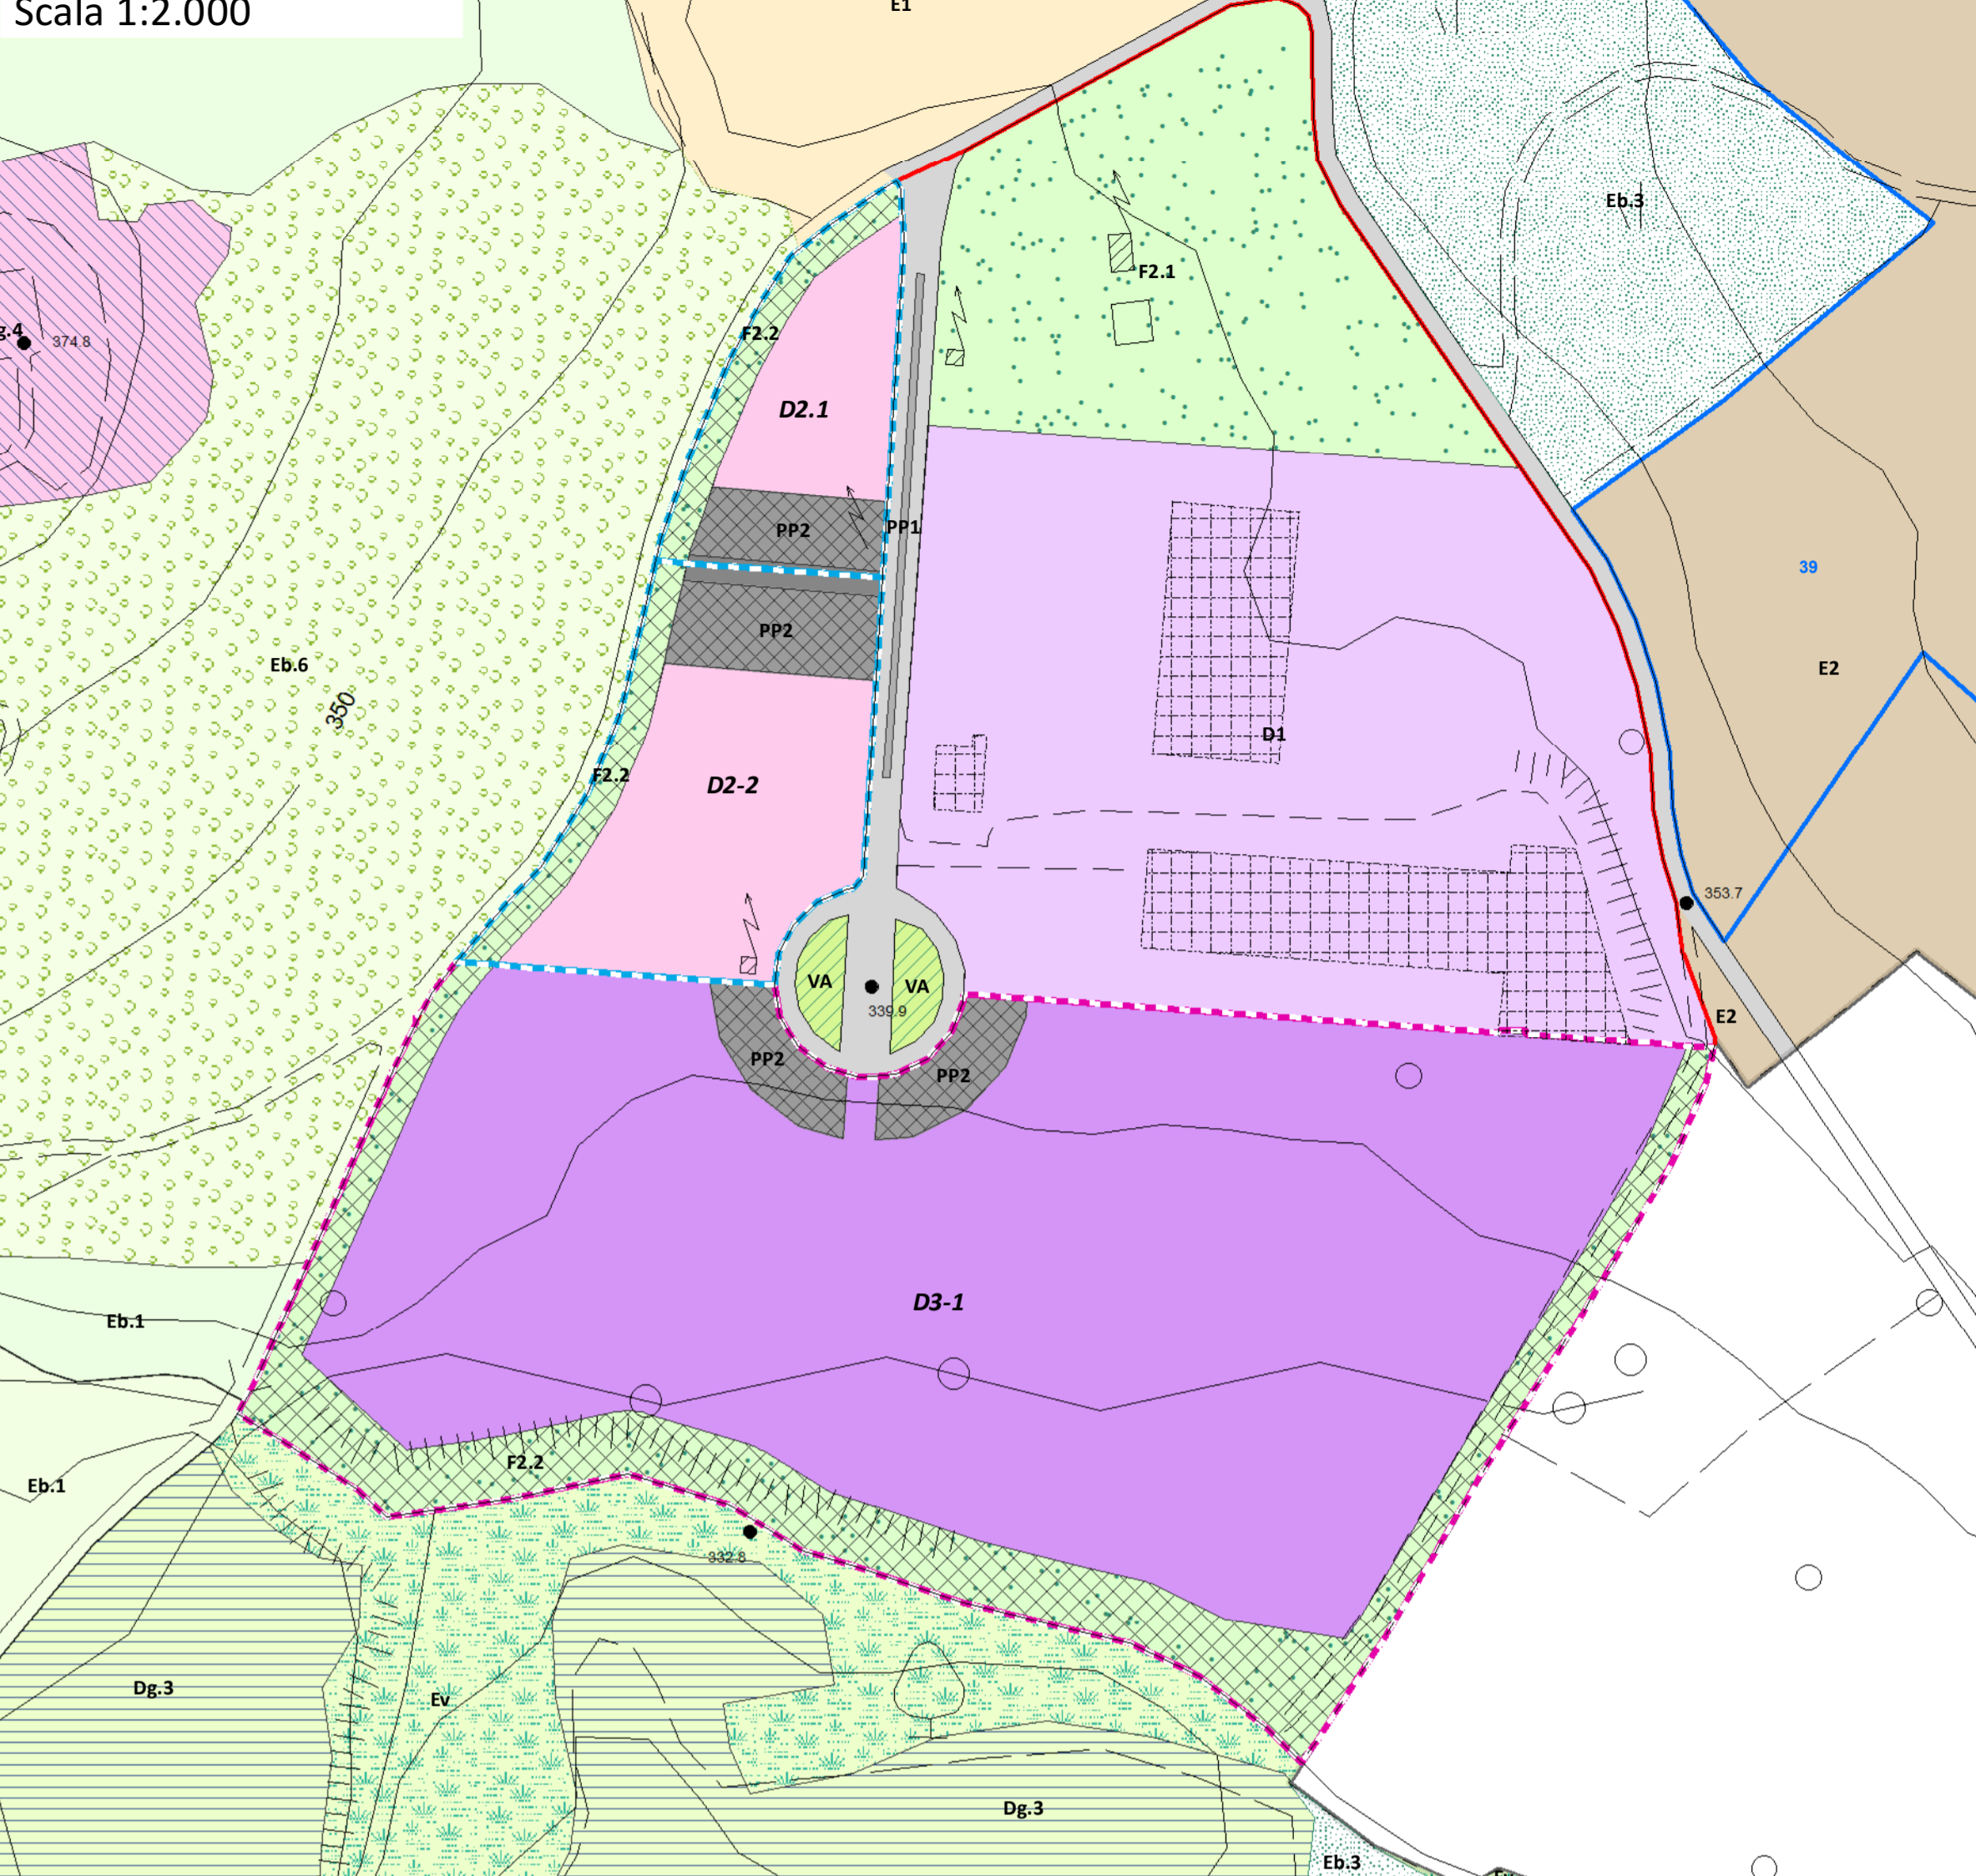 Scala 1:2.000
E1
Eb.3
F2.1
g.4
374.8
F2.2
D2.1
PP2
PP1
39
PP2
Eb.6
E2
350
D1
F2.2
D2-2
353.7
VA
VA
339.9
E2
PP2
PP2
D3-1
Eb.1
F2.2
Eb.1
332.8
Dg.3
Ev
Dg.3
Eb.3